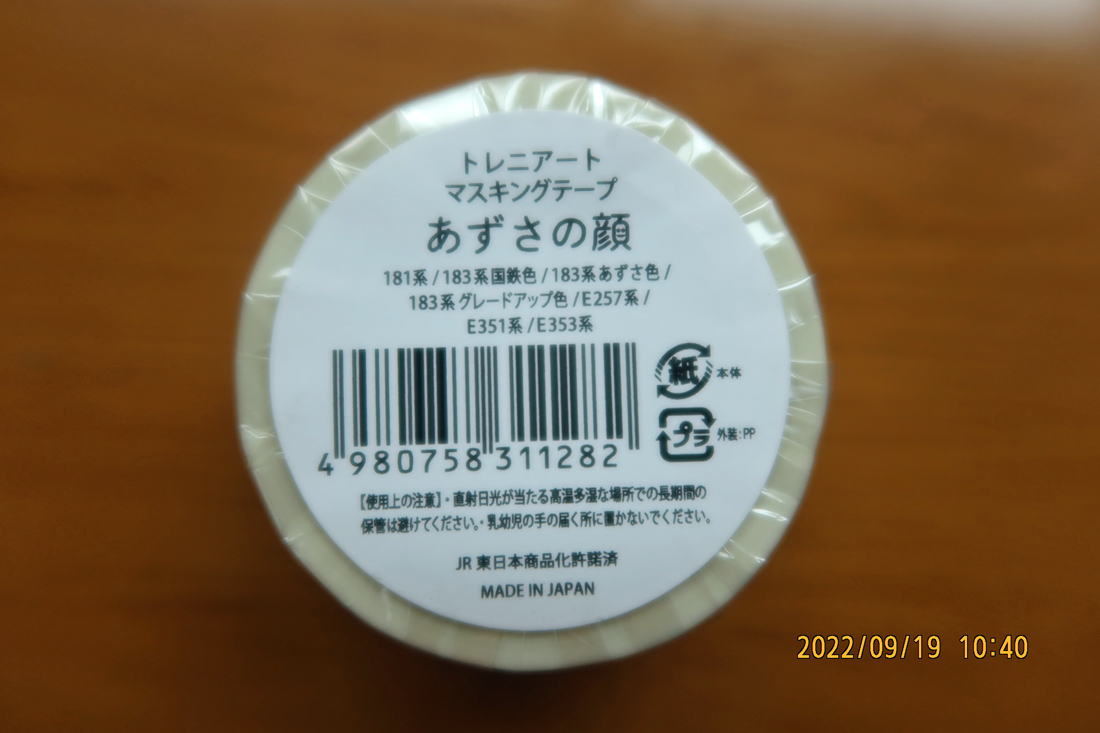 トレニアート
マスキングテープ
あずさの顔
181系 / 183系国鉄色 / 183系あずさ色 /
183系グレードアップ色 / E257系 /
E351系 / E353系
紙 本体
プラ 外装:PP
4 980758 311282
【使用上の注意】・直射日光が当たる高温多湿な場所での長期間の
保管は避けてください。・乳幼児の手の届く所に置かないでください。
JR 東日本商品化許諾済
MADE IN JAPAN
2022/09/19 10:40